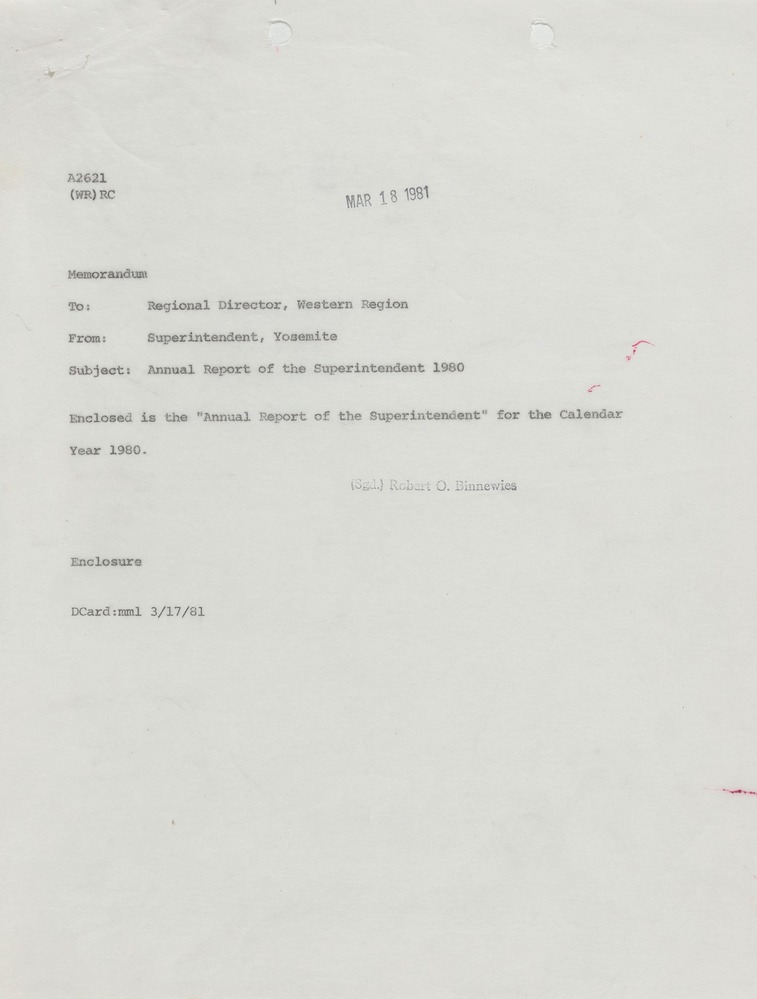 A2621
(WR)RC
MAR 18 1981
Memorandum
To: Regional Director, Western Region
From: Superintendent, Yosemite
Subject: Annual Report of the Superintendent 1980
Enclosed is the "Annual Report of the Superintendent" for the Calendar
Year 1980.
(Sgd.) Robert O. Binnewies
Enclosure
DCard:mml 3/17/81